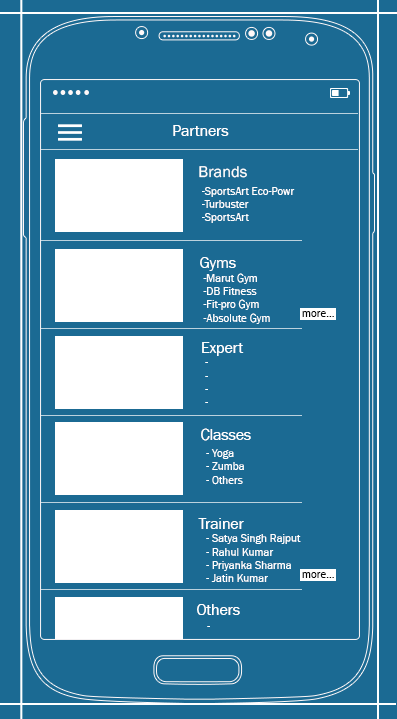 Partners
Brands
-SportsArt Eco-Powr
-Turbuster
-SportsArt
Gyms
-Marut Gym
-DB Fitness
-Fit-pro Gym
-Absolute Gym
more...
Expert
-
-
-
-
Classes
- Yoga
- Zumba
- Others
Trainer
- Satya Singh Rajput
- Rahul Kumar
- Priyanka Sharma
- Jatin Kumar
more...
Others
-